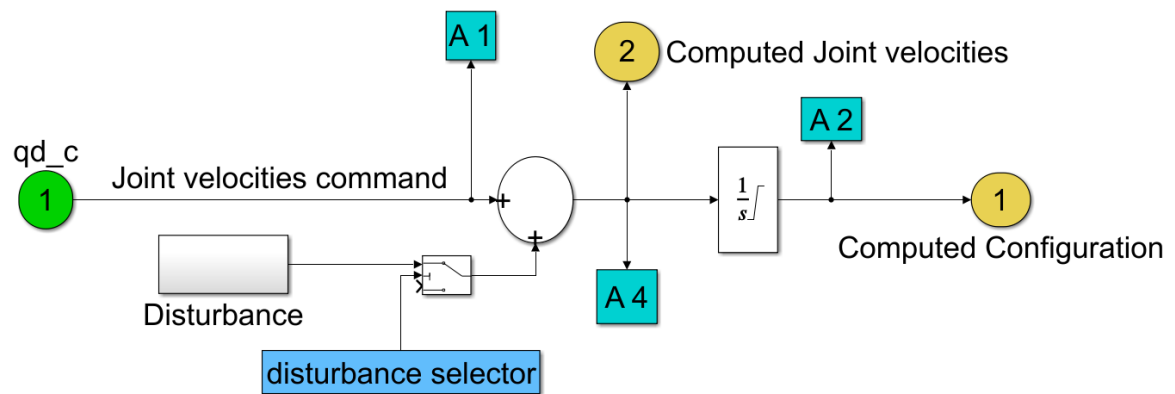 A 1
2
Computed Joint velocities
A 2
qd_c
1
Joint velocities command
+
+
1
s
1
Computed Configuration
A 4
Disturbance
disturbance selector